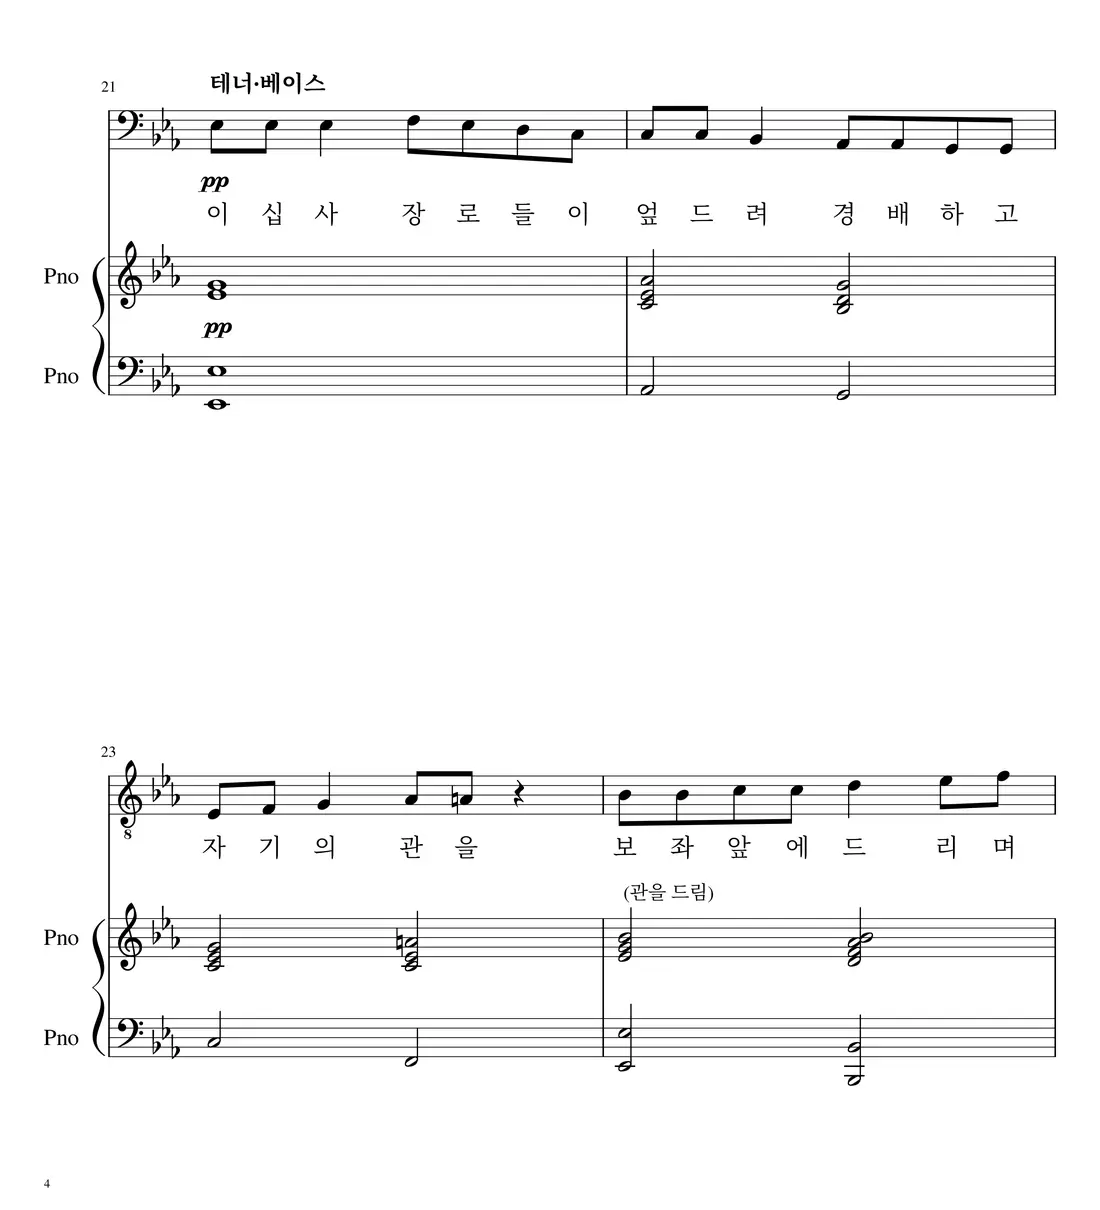 21
테너·베이스
pp
이 십 사 장 로 들 이 엎 드 려 경 배 하 고
Pno
pp
Pno
23
8
자 기 의 관 을 보 좌 앞 에 드 리 며
(관을 드림)
Pno
Pno
4